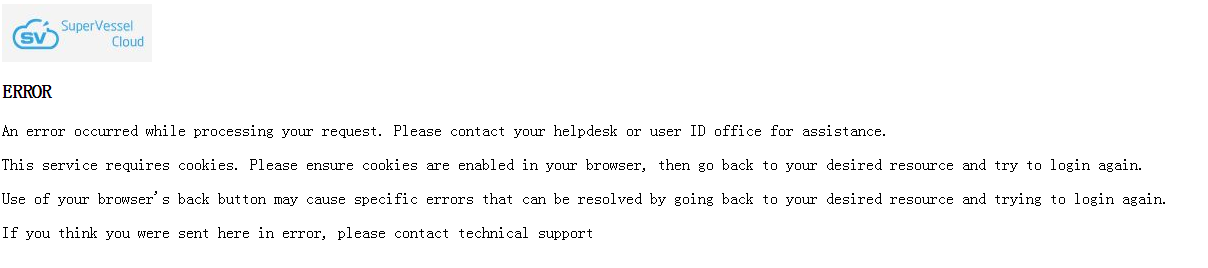 SV SuperVessel
Cloud
ERROR
An error occurred while processing your request. Please contact your helpdesk or user ID office for assistance.
This service requires cookies. Please ensure cookies are enabled in your browser, then go back to your desired resource and try to login again.
Use of your browser's back button may cause specific errors that can be resolved by going back to your desired resource and trying to login again.
If you think you were sent here in error, please contact technical support